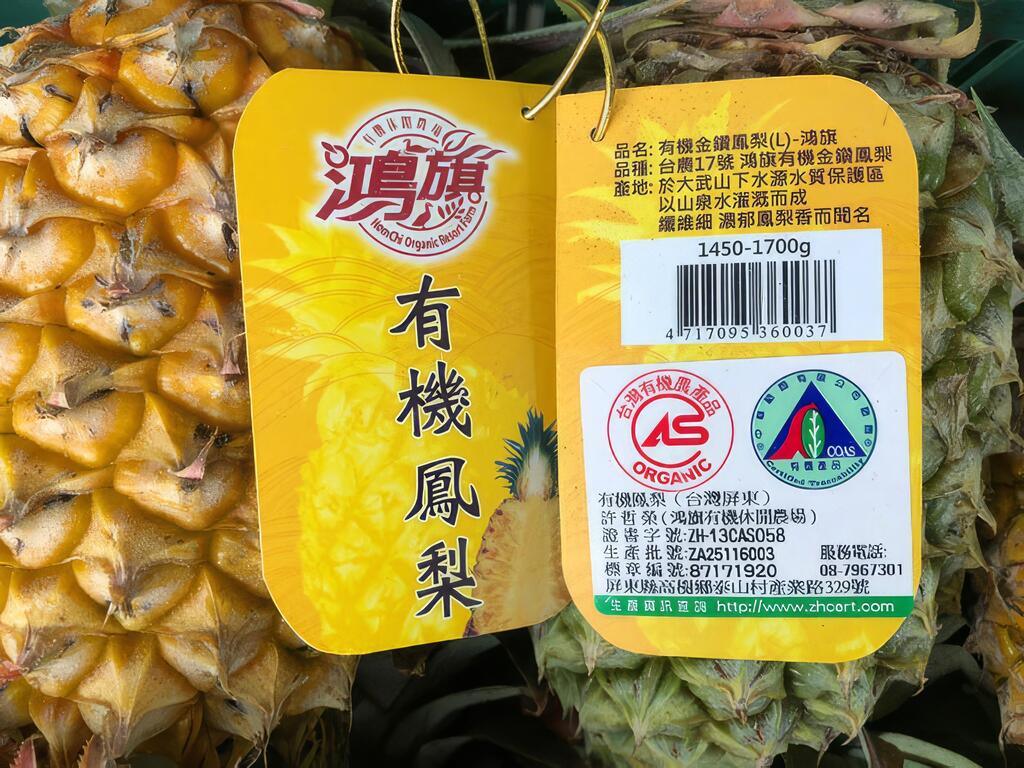 鴻旗
Hon Chi Organic Resort Farm
有機鳳梨
品名: 有機金鑽鳳梨(L)-鴻旗
品種: 台農17號 鴻旗有機金鑽鳳梨
產地: 於大武山下水源水質保護區
以山泉水灌溉而成
纖維細 濃郁鳳梨香而聞名
1450-1700g
4 717095 360037
台灣有機農產品
AS
ORGANIC
COAS
Certified Traceability
有機鳳梨(台灣屏東)
許哲榮(鴻旗有機休閒農場)
證書字號:ZH-13CAS058
生產批號:ZA25116003
服務電話:
標章編號:87171920
08-7967301
屏東縣高樹鄉泰山村產業路329號
http://www.zhcert.com